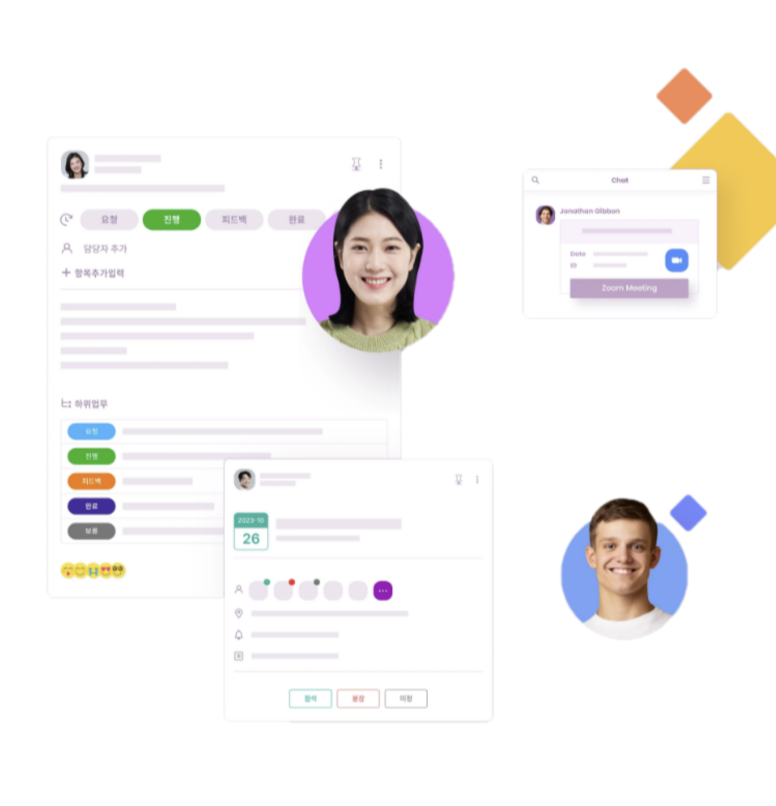 요청 진행 피드백 완료
담당자 추가
항목추가입력
하위업무
요청
진행
피드백
완료
보류
Chat
Jonathan Gibbon
Date
ID
Zoom Meeting
2023-10
26
참석 불참 미정